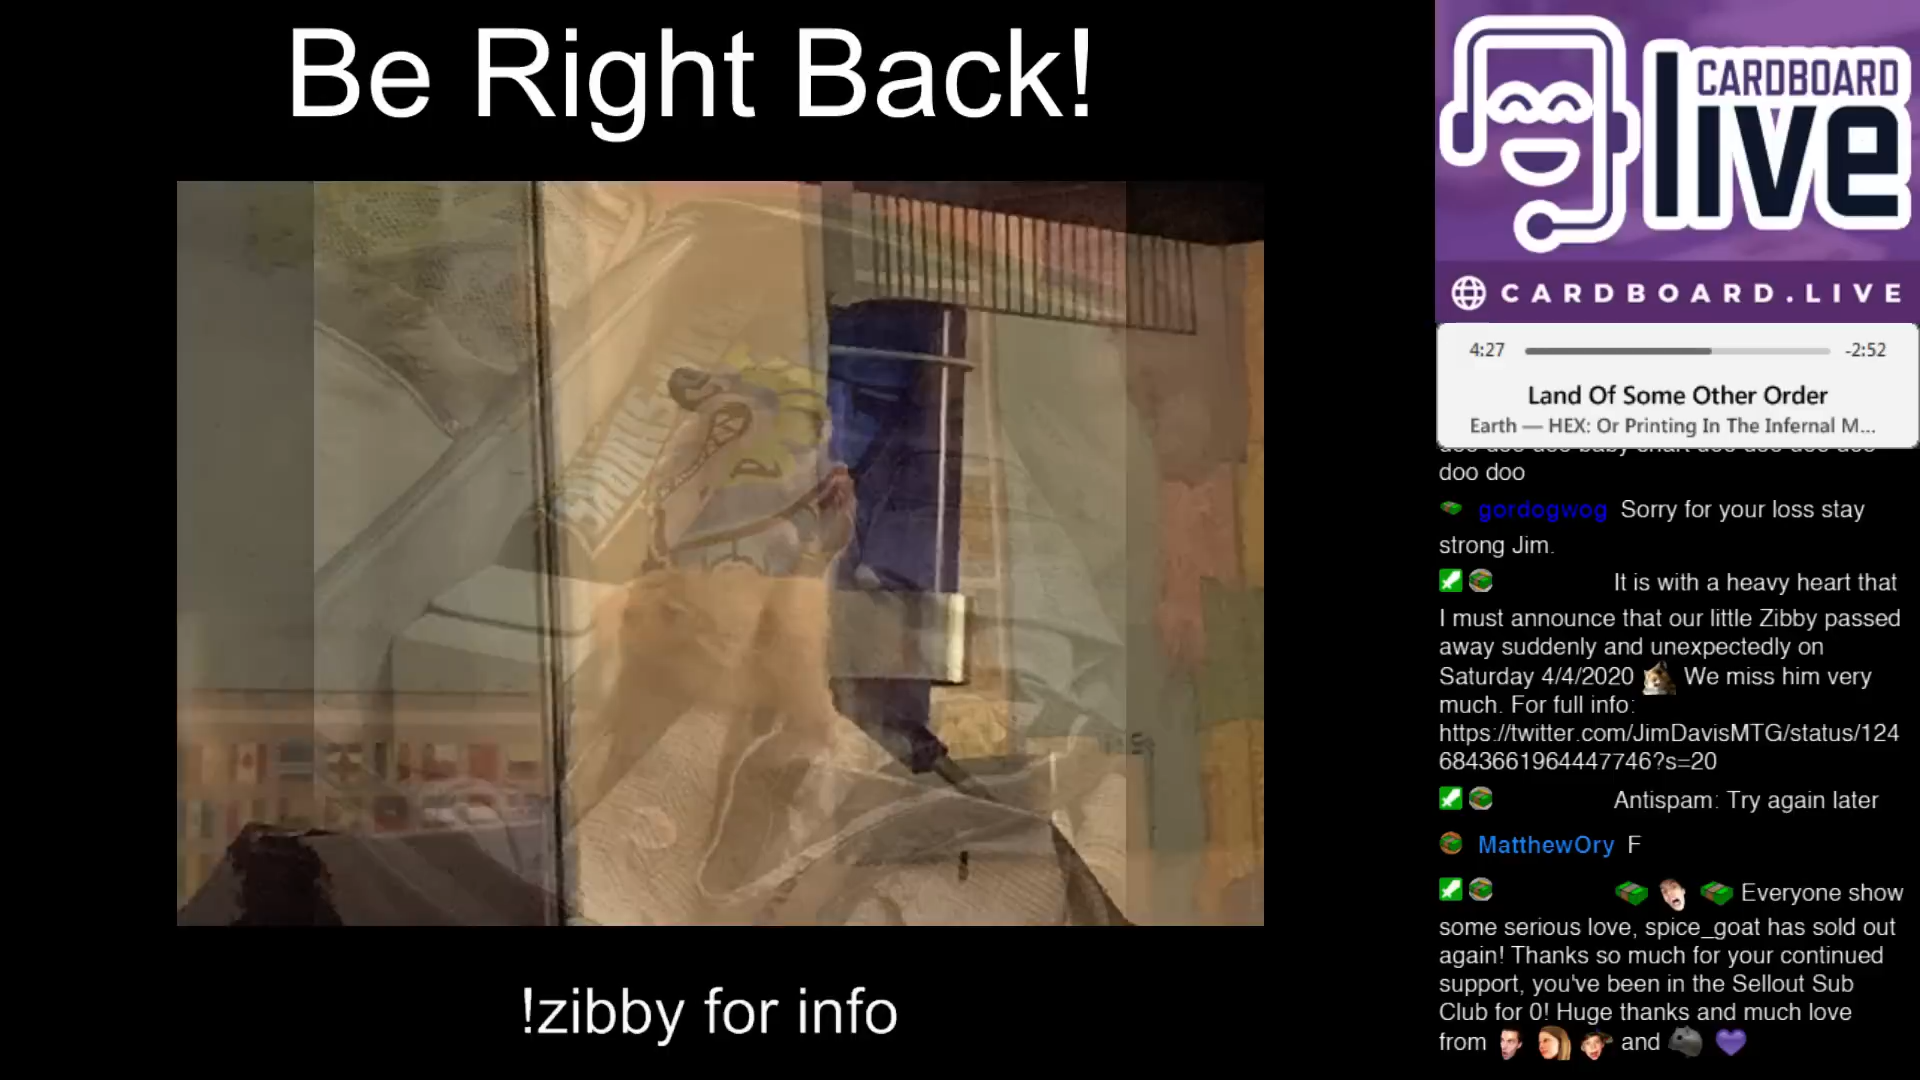 Be Right Back!
!zibby for info
CARDBOARD
live
CARDBOARD.LIVE
4:27 -2:52
Land Of Some Other Order
Earth — HEX: Or Printing In The Infernal M...
doo doo
gordogwog Sorry for your loss stay
strong Jim.
It is with a heavy heart that
I must announce that our little Zibby passed
away suddenly and unexpectedly on
Saturday 4/4/2020 We miss him very
much. For full info:
https://twitter.com/JimDavisMTG/status/124
6843661964447746?s=20
Antispam: Try again later
MatthewOry F
Everyone show
some serious love, spice_goat has sold out
again! Thanks so much for your continued
support, you've been in the Sellout Sub
Club for 0! Huge thanks and much love
from and